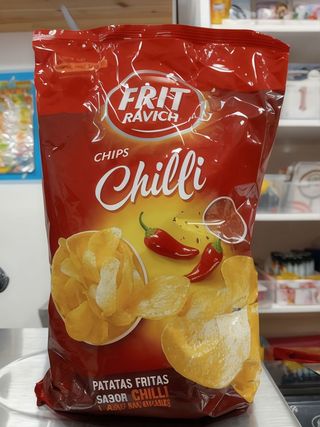 FRIT
RAVICH
CHIPS
Chilli
PATATAS FRITAS
SABOR CHILLI